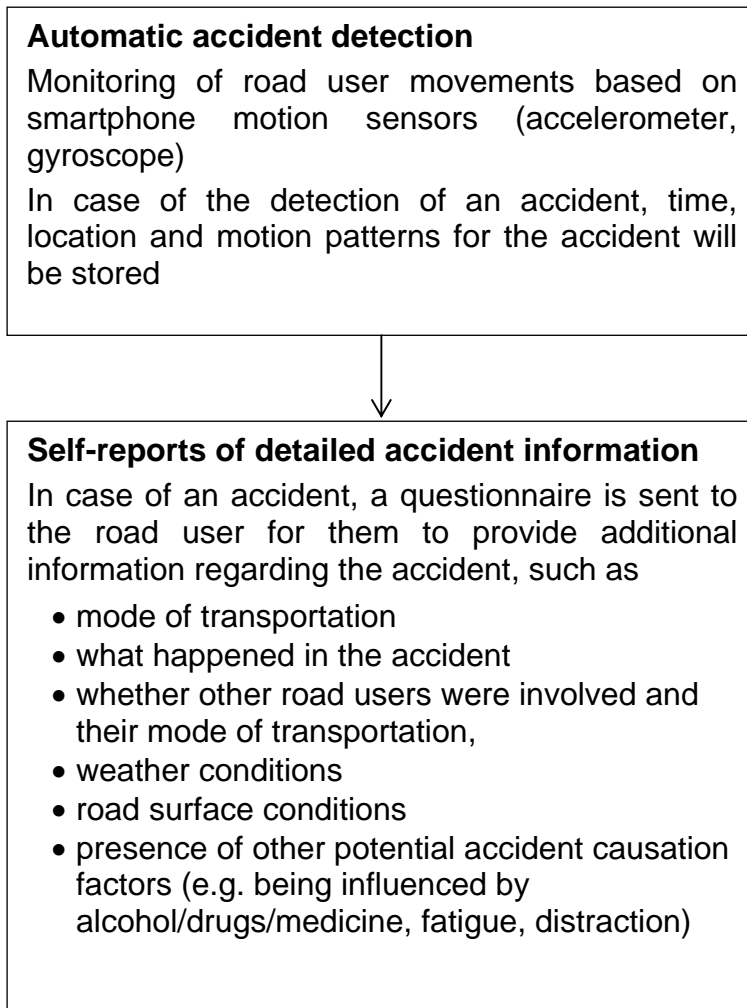 Automatic accident detection
Monitoring of road user movements based on
smartphone motion sensors (accelerometer,
gyroscope)
In case of the detection of an accident, time,
location and motion patterns for the accident will
be stored
Self-reports of detailed accident information
In case of an accident, a questionnaire is sent to
the road user for them to provide additional
information regarding the accident, such as
• mode of transportation
• what happened in the accident
• whether other road users were involved and
their mode of transportation,
• weather conditions
• road surface conditions
• presence of other potential accident causation
factors (e.g. being influenced by
alcohol/drugs/medicine, fatigue, distraction)